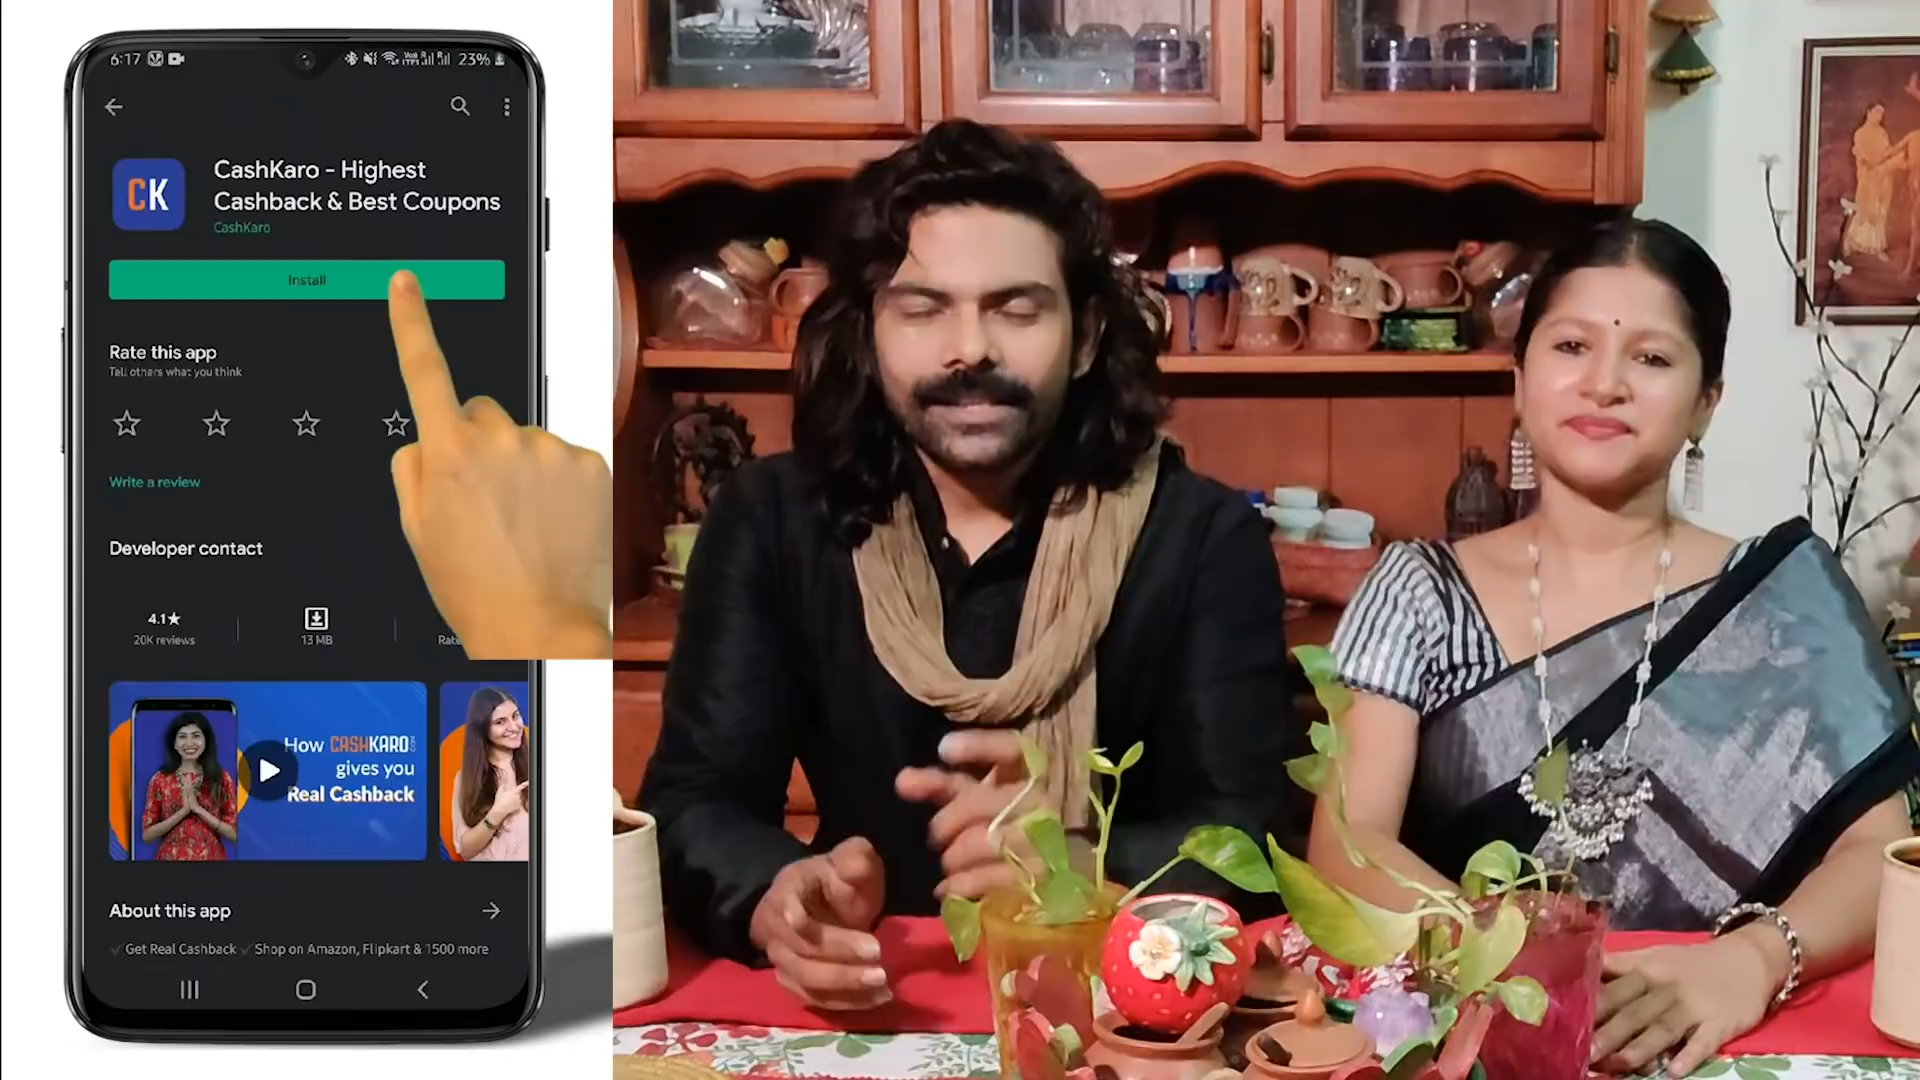 6:17
23%
CK
CashKaro - Highest
Cashback & Best Coupons
CashKaro
Install
Rate this app
Tell others what you think
Write a review
Developer contact
4.1★
20K reviews
13 MB
Rate
How CASHKARO
gives you
Real Cashback
About this app
✓ Get Real Cashback ✓ Shop on Amazon, Flipkart & 1500 more